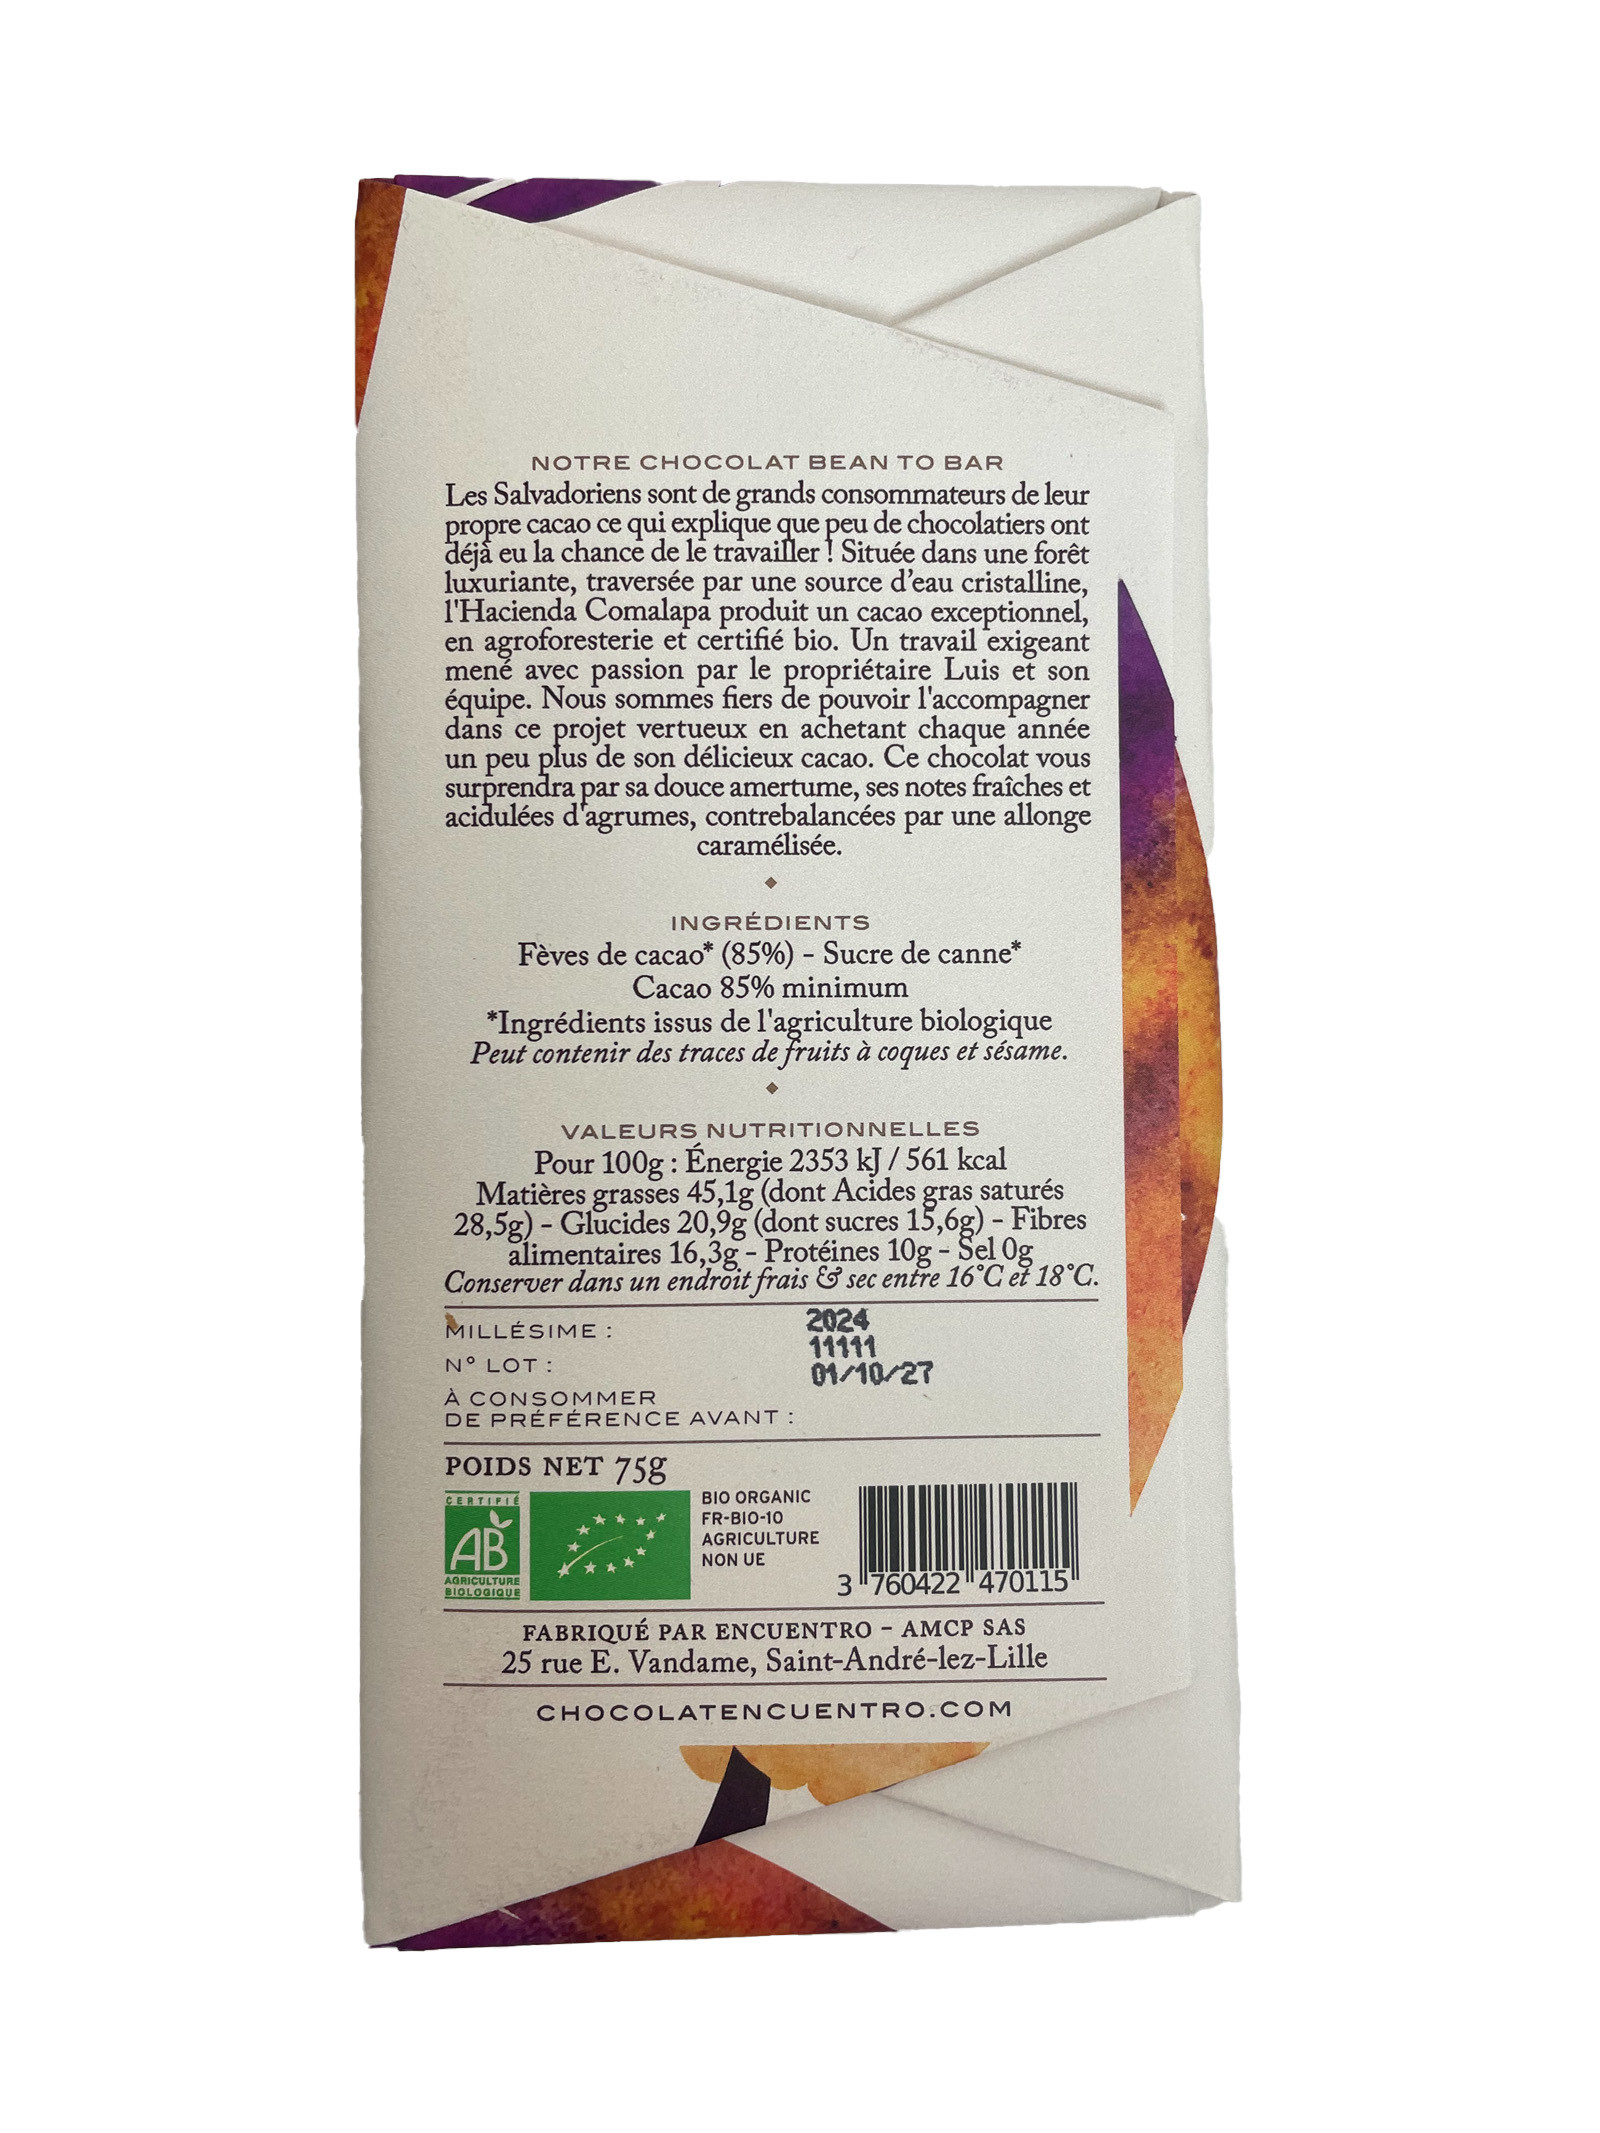 NOTRE CHOCOLAT BEAN TO BAR
Les Salvadoriens sont de grands consommateurs de leur
propre cacao ce qui explique que peu de chocolatiers ont
déjà eu la chance de le travailler ! Située dans une forêt
luxuriante, traversée par une source d'eau cristalline,
l'Hacienda Comalapa produit un cacao exceptionnel,
en agroforesterie et certifié bio. Un travail exigeant
mené avec passion par le propriétaire Luis et son
équipe. Nous sommes fiers de pouvoir l'accompagner
dans ce projet vertueux en achetant chaque année
un peu plus de son délicieux cacao. Ce chocolat vous
surprendra par sa douce amertume, ses notes fraîches et
acidulées d'agrumes, contrebalancées par une allonge
caramélisée.
INGRÉDIENTS
Fèves de cacao* (85%) - Sucre de canne*
Cacao 85% minimum
*Ingrédients issus de l'agriculture biologique
Peut contenir des traces de fruits à coques et sésame.
VALEURS NUTRITIONNELLES
Pour 100g : Énergie 2353 kJ / 561 kcal
Matières grasses 45,1g (dont Acides gras saturés
28,5g) - Glucides 20,9g (dont sucres 15,6g) - Fibres
alimentaires 16,3g - Protéines 10g - Sel 0g
Conserver dans un endroit frais & sec entre 16°C et 18°C.
MILLÉSIME : 2024
N° LOT : 11111
À CONSOMMER
DE PRÉFÉRENCE AVANT : 01/10/27
POIDS NET 75g
CERTIFIÉ
AB
AGRICULTURE
BIOLOGIQUE
BIO ORGANIC
FR-BIO-10
AGRICULTURE
NON UE
3 760422 470115
FABRIQUÉ PAR ENCUENTRO - AMCP SAS
25 rue E. Vandame, Saint-André-lez-Lille
CHOCOLATENCUENTRO.COM